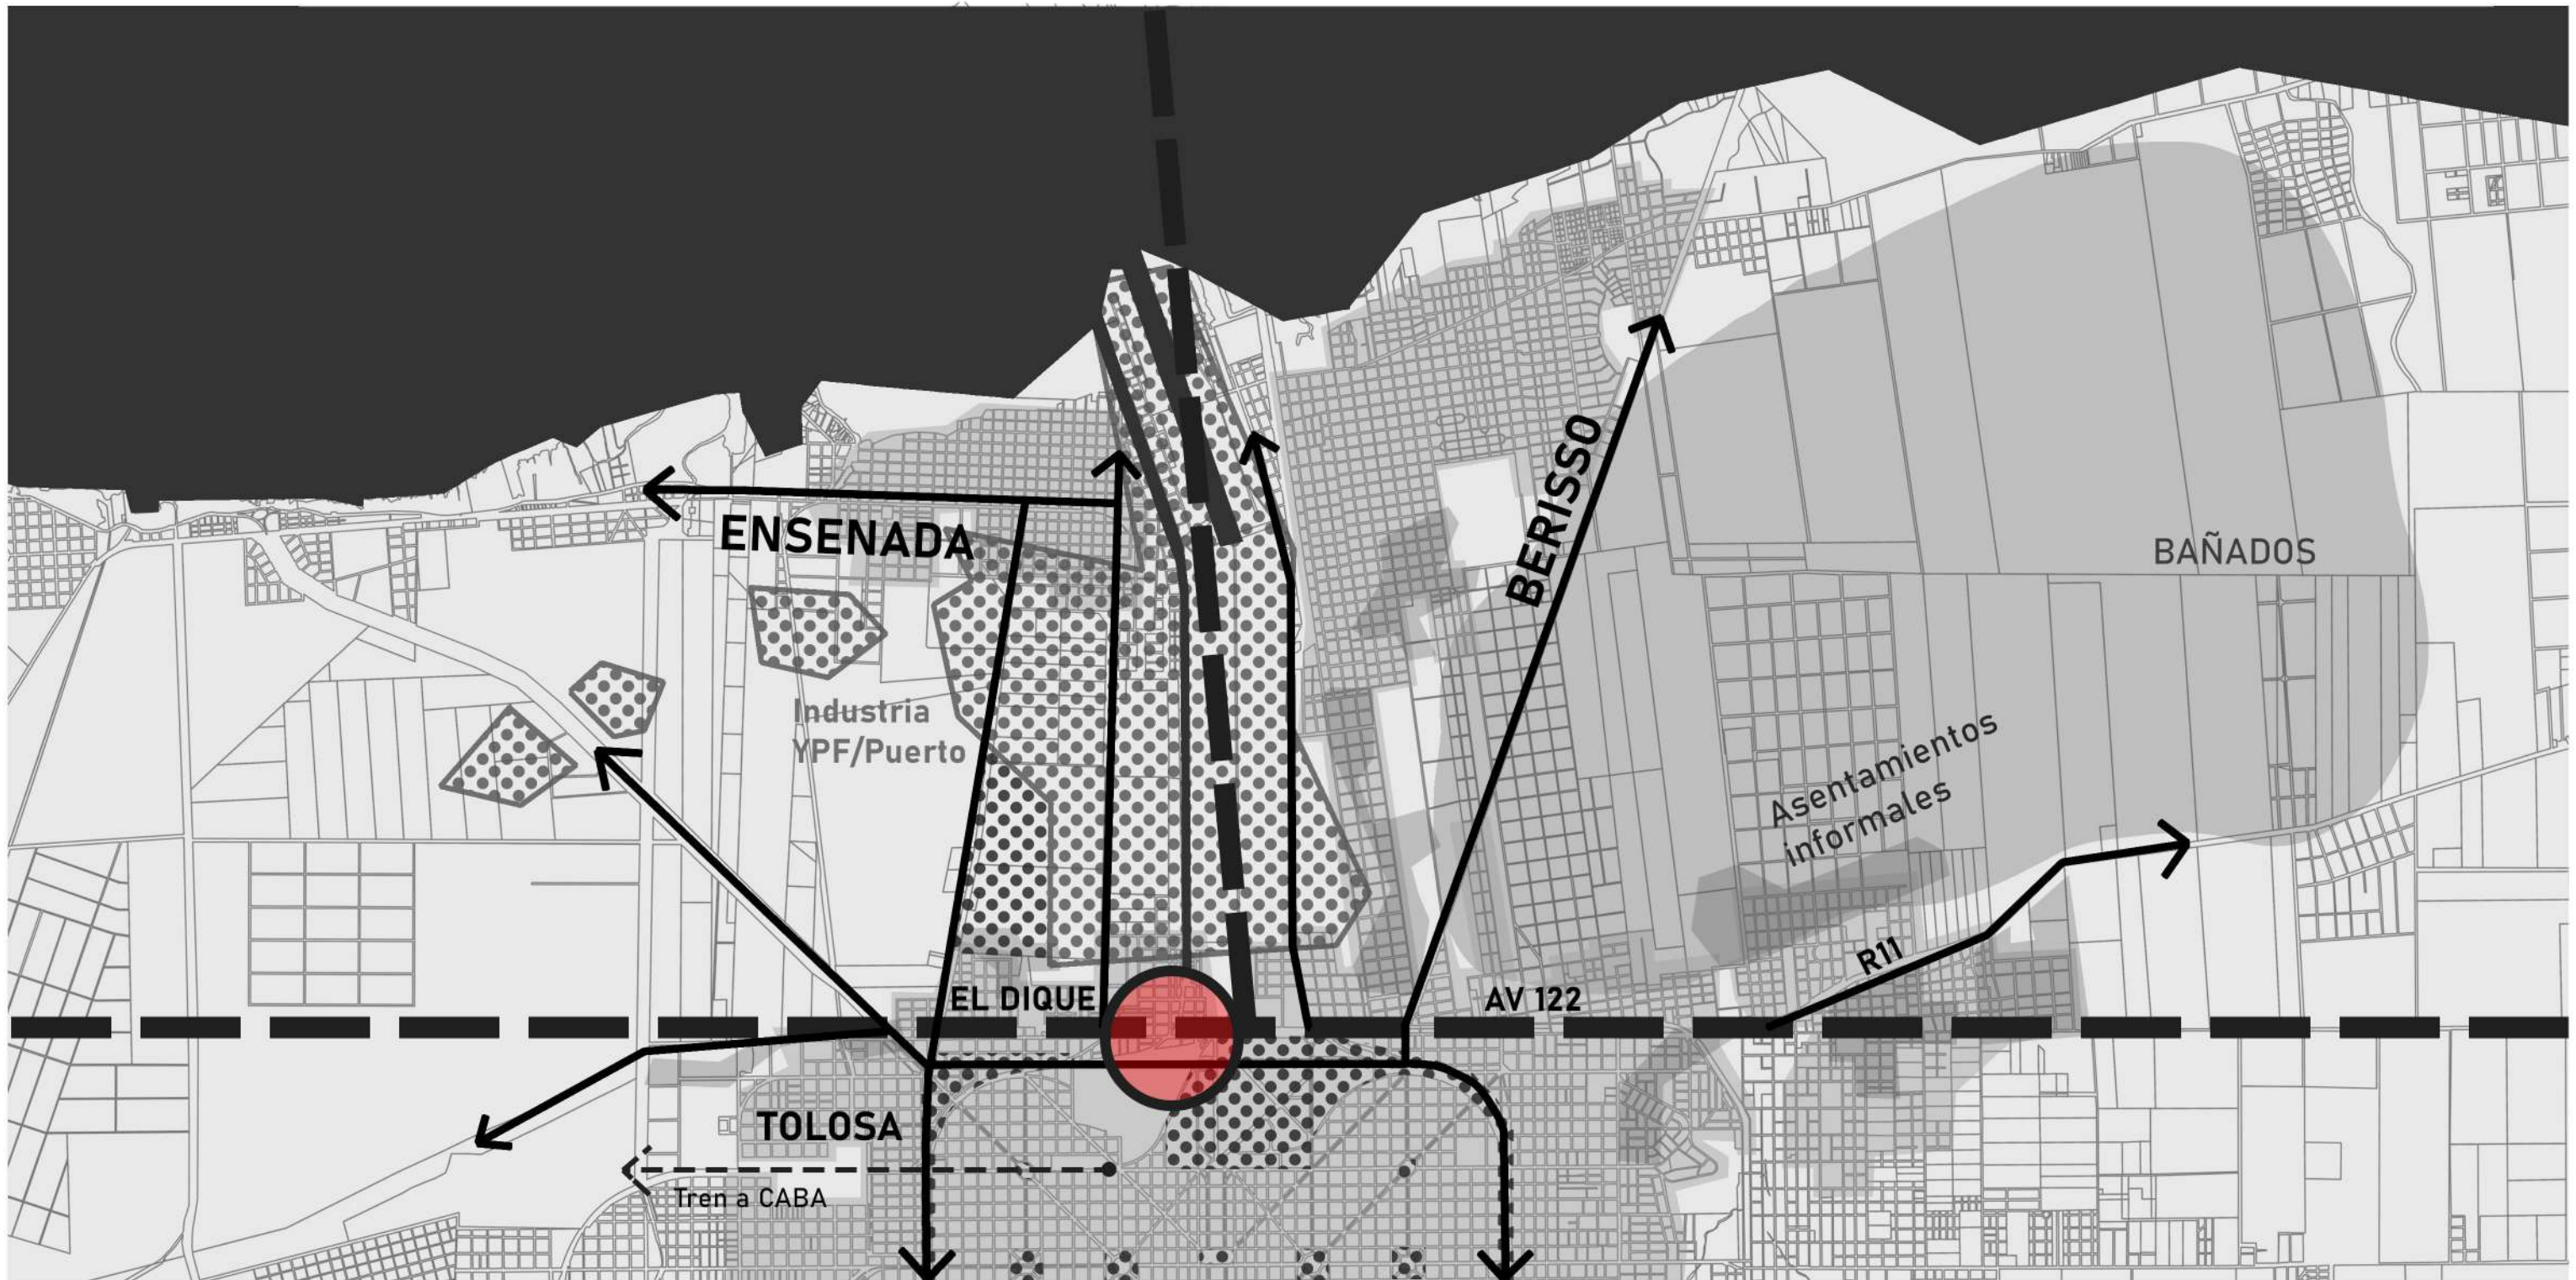 ENSENADA
BERISSO
BAÑADOS
Industria
YPF/Puerto
Asentamientos
informales
R11
EL DIQUE
AV 122
TOLOSA
Tren a CABA